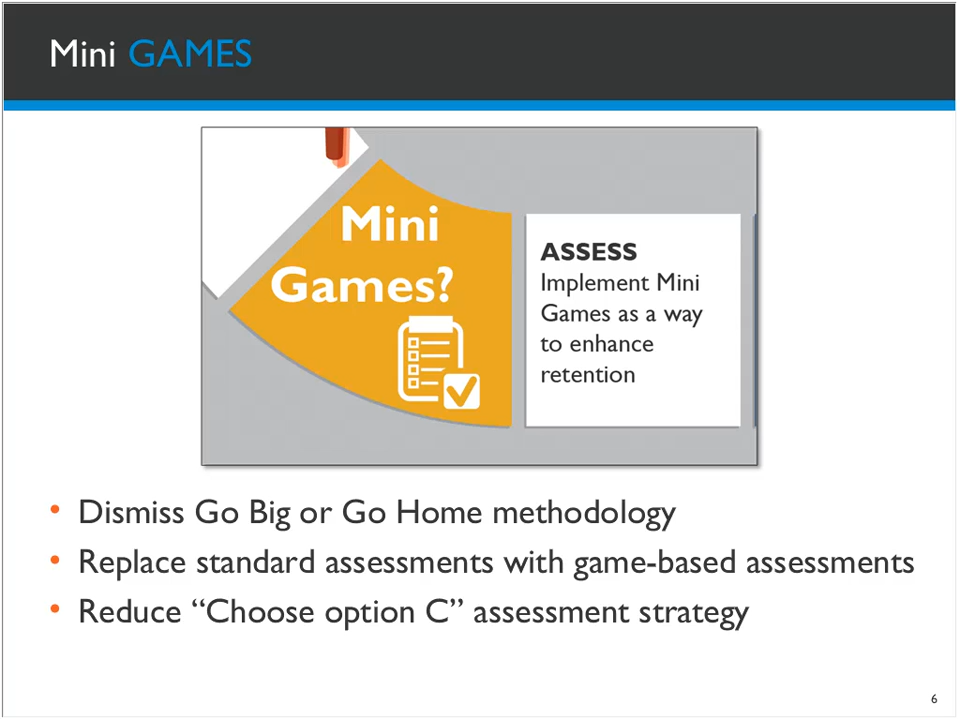 Mini GAMES
Mini
Games?
ASSESS
Implement Mini
Games as a way
to enhance
retention
• Dismiss Go Big or Go Home methodology
• Replace standard assessments with game-based assessments
• Reduce “Choose option C” assessment strategy
6